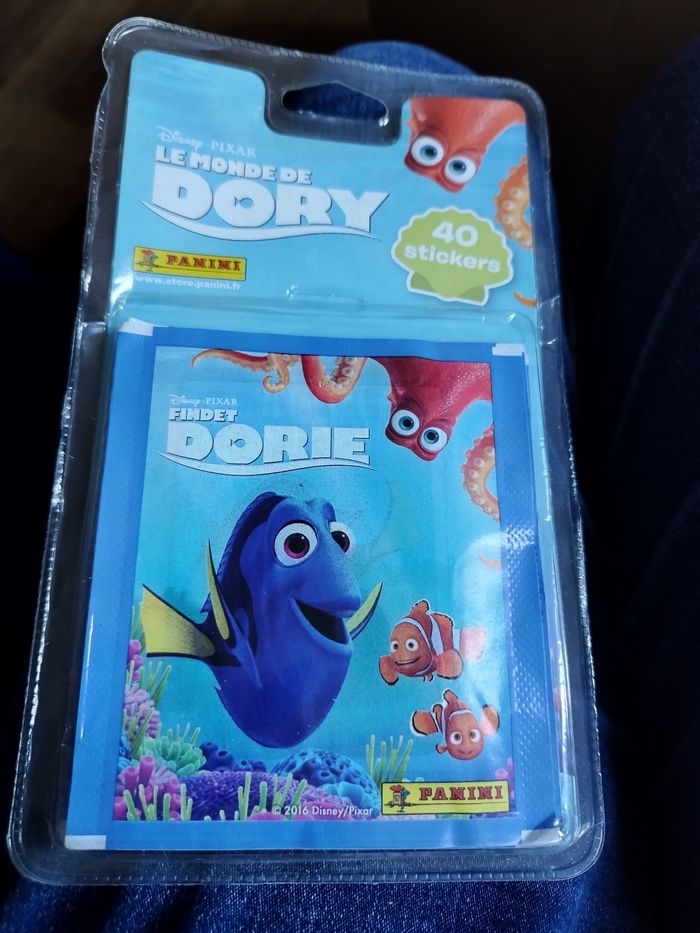 Disney · PIXAR
LE MONDE DE
DORY
40
stickers
PANINI
www.store.panini.fr
Disney · PIXAR
FINDET
DORIE
PANINI
© 2016 Disney/Pixar